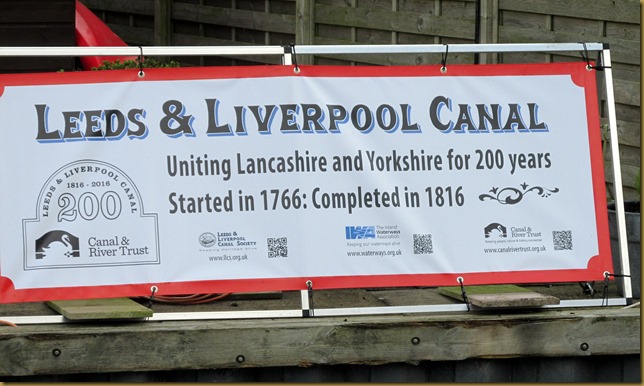 LEEDS & LIVERPOOL CANAL
Uniting Lancashire and Yorkshire for 200 years
Started in 1766: Completed in 1816
LEEDS & LIVERPOOL CANAL
1816 - 2016
200
Canal &
River Trust
LEEDS &
LIVERPOOL
CANAL SOCIETY
www.llcs.org.uk
IWA
The Inland
Waterways
Association
Keeping our waterways alive
www.waterways.org.uk
Canal &
River Trust
www.canalrivertrust.org.uk